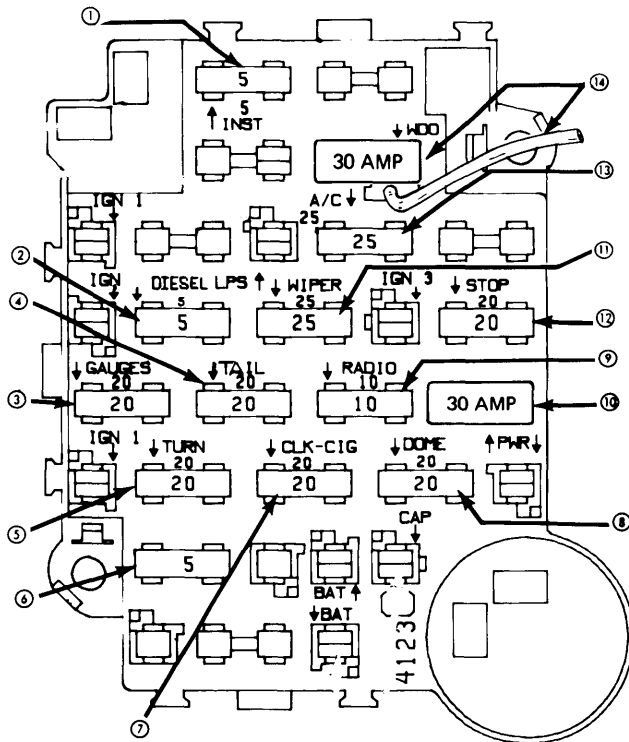 ①
5
5
↑ INST
↓ WDO
⑭
30 AMP
⑬
IGN 1
↓
A/C ↓
25
25
②
IGN
↓
DIESEL LPS ↑
↓ WIPER
IGN 3
↓
↓ STOP
⑪
④
5
25
20
5
25
20
⑫
↓ GAUGES
↓ TAIL
↓ RADIO
⑨
20
20
10
③
20
20
10
30 AMP
⑩
IGN 1
↓
↓ TURN
↓ CLK-CIG
↓ DOME
↑ PWR ↓
20
20
20
20
20
20
⑤
⑧
CAP
↓
⑥
5
BAT ↑
↓ BAT
4123
⑦